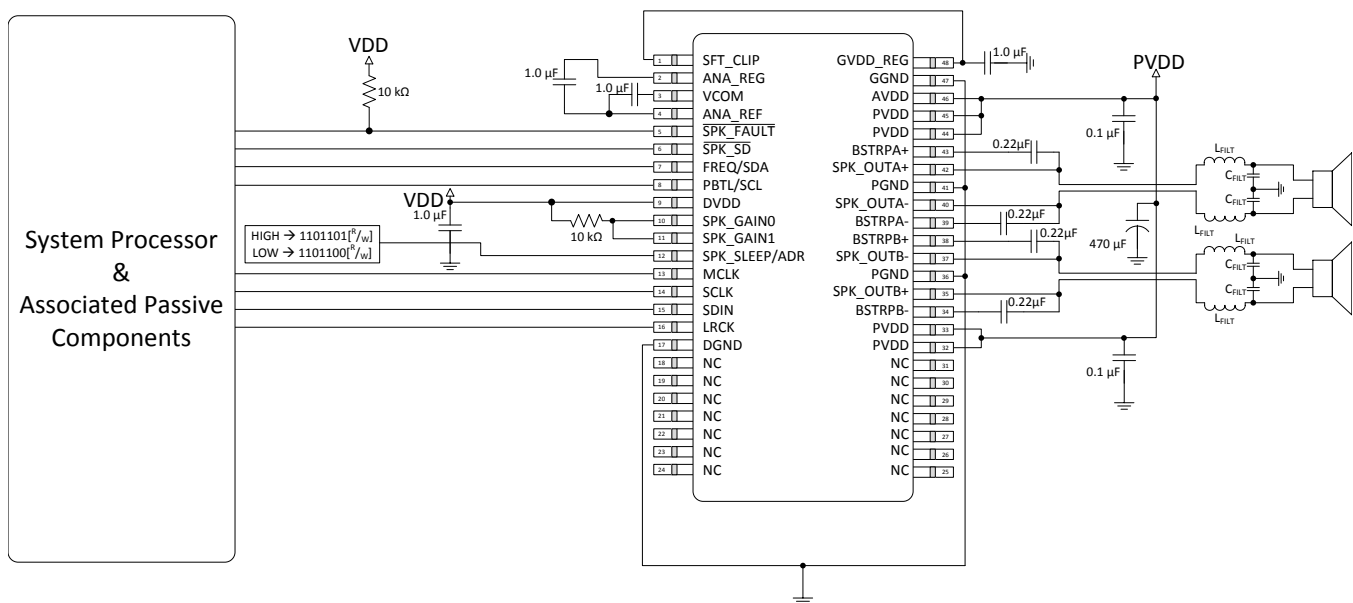 System Processor
&
Associated Passive
Components
VDD
10 kΩ
1.0 µF
1.0 µF
VDD
1.0 µF
10 kΩ
HIGH → 1101101[R/W]
LOW → 1101100[R/W]
1 SFT_CLIP
2 ANA_REG
3 VCOM
4 ANA_REF
5 SPK_FAULT
6 SPK_SD
7 FREQ/SDA
8 PBTL/SCL
9 DVDD
10 SPK_GAIN0
11 SPK_GAIN1
12 SPK_SLEEP/ADR
13 MCLK
14 SCLK
15 SDIN
16 LRCK
17 DGND
18 NC
19 NC
20 NC
21 NC
22 NC
23 NC
24 NC
GVDD_REG 48
GGND 47
AVDD 46
PVDD 45
PVDD 44
BSTRPA+ 43
SPK_OUTA+ 42
PGND 41
SPK_OUTA- 40
BSTRPA- 39
BSTRPB+ 38
SPK_OUTB- 37
PGND 36
SPK_OUTB+ 35
BSTRPB- 34
PVDD 33
PVDD 32
NC 31
NC 30
NC 29
NC 28
NC 27
NC 26
NC 25
1.0 µF
PVDD
0.1 µF
0.22µF
0.22µF
0.22µF
0.22µF
470 µF
0.1 µF
LFILT
CFILT
CFILT
LFILT
LFILT
CFILT
CFILT
LFILT